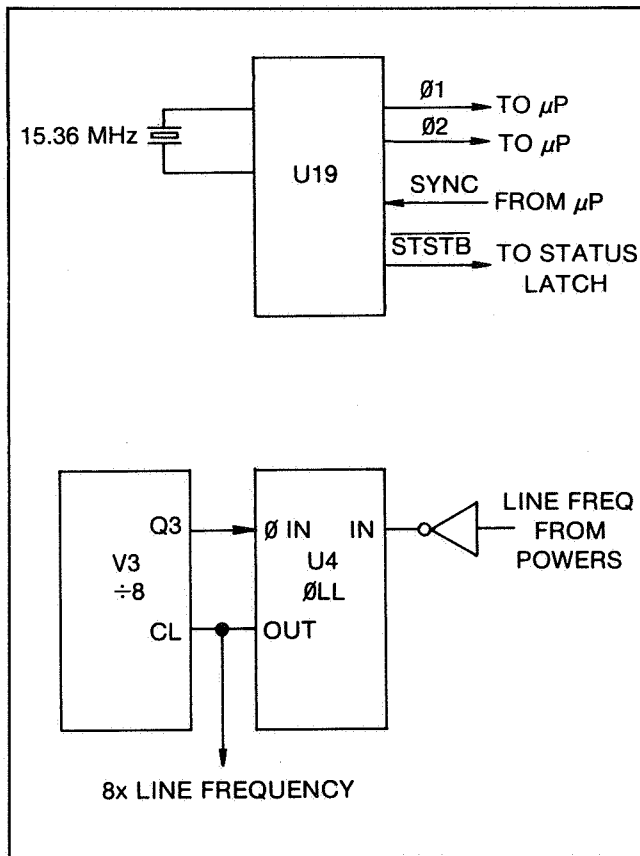 15.36 MHz
U19
Ø1
TO µP
Ø2
TO µP
SYNC
FROM µP
STSTB
TO STATUS
LATCH
Q3
V3
÷8
CL
Ø IN
IN
U4
ØLL
OUT
LINE FREQ
FROM
POWERS
8x LINE FREQUENCY